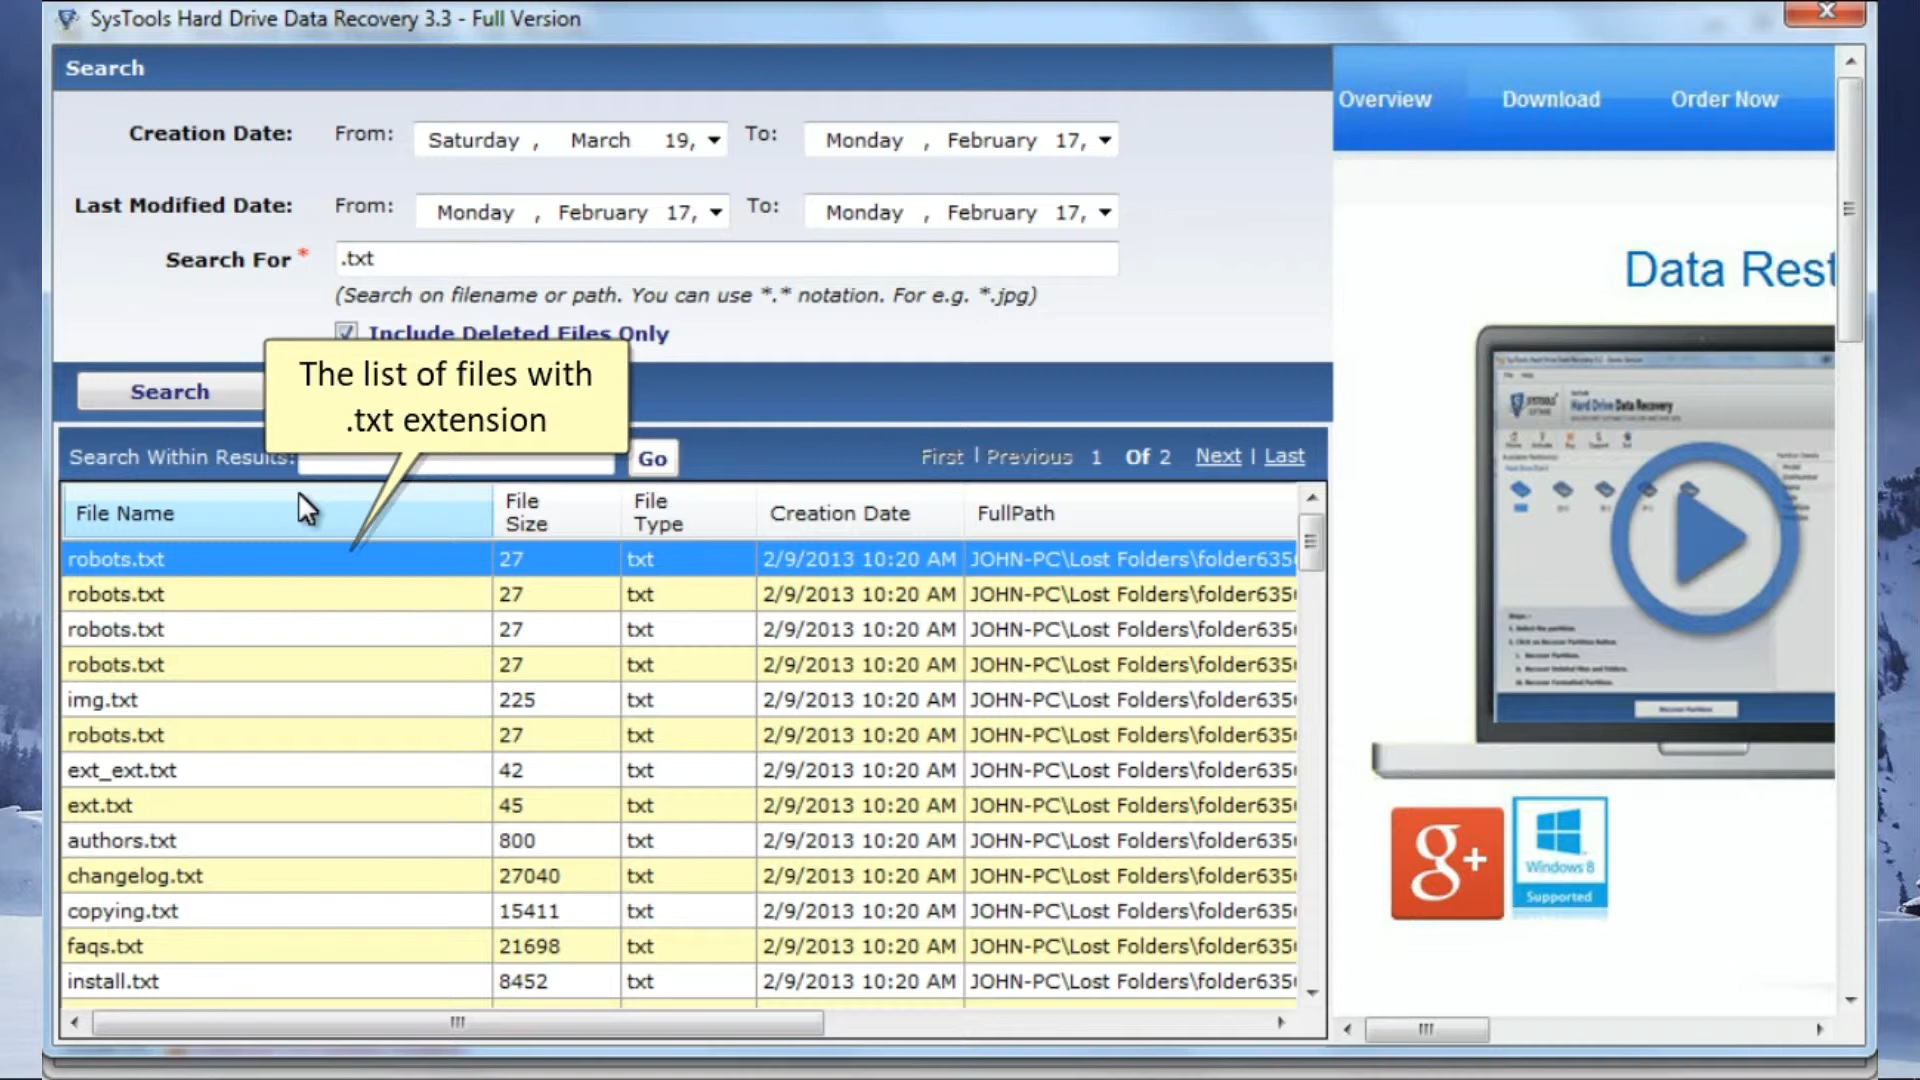 SysTools Hard Drive Data Recovery 3.3 - Full Version
Search
Overview Download Order Now
Creation Date: From: Saturday , March 19, To: Monday , February 17,
Last Modified Date: From: Monday , February 17, To: Monday , February 17,
Search For * .txt
(Search on filename or path. You can use *.* notation. For e.g. *.jpg)
Include Deleted Files Only
Data Rest
The list of files with
.txt extension
Search
Search Within Results: Go First | Previous 1 Of 2 Next | Last
File Name File Size File Type Creation Date FullPath
robots.txt 27 txt 2/9/2013 10:20 AM JOHN-PC\Lost Folders\folder635
robots.txt 27 txt 2/9/2013 10:20 AM JOHN-PC\Lost Folders\folder635
robots.txt 27 txt 2/9/2013 10:20 AM JOHN-PC\Lost Folders\folder635
robots.txt 27 txt 2/9/2013 10:20 AM JOHN-PC\Lost Folders\folder635
img.txt 225 txt 2/9/2013 10:20 AM JOHN-PC\Lost Folders\folder635
robots.txt 27 txt 2/9/2013 10:20 AM JOHN-PC\Lost Folders\folder635
ext_ext.txt 42 txt 2/9/2013 10:20 AM JOHN-PC\Lost Folders\folder635
ext.txt 45 txt 2/9/2013 10:20 AM JOHN-PC\Lost Folders\folder635
authors.txt 800 txt 2/9/2013 10:20 AM JOHN-PC\Lost Folders\folder635
changelog.txt 27040 txt 2/9/2013 10:20 AM JOHN-PC\Lost Folders\folder635
copying.txt 15411 txt 2/9/2013 10:20 AM JOHN-PC\Lost Folders\folder635
faqs.txt 21698 txt 2/9/2013 10:20 AM JOHN-PC\Lost Folders\folder635
install.txt 8452 txt 2/9/2013 10:20 AM JOHN-PC\Lost Folders\folder635
Hard Drive Data Recovery
g+
Windows 8
Supported